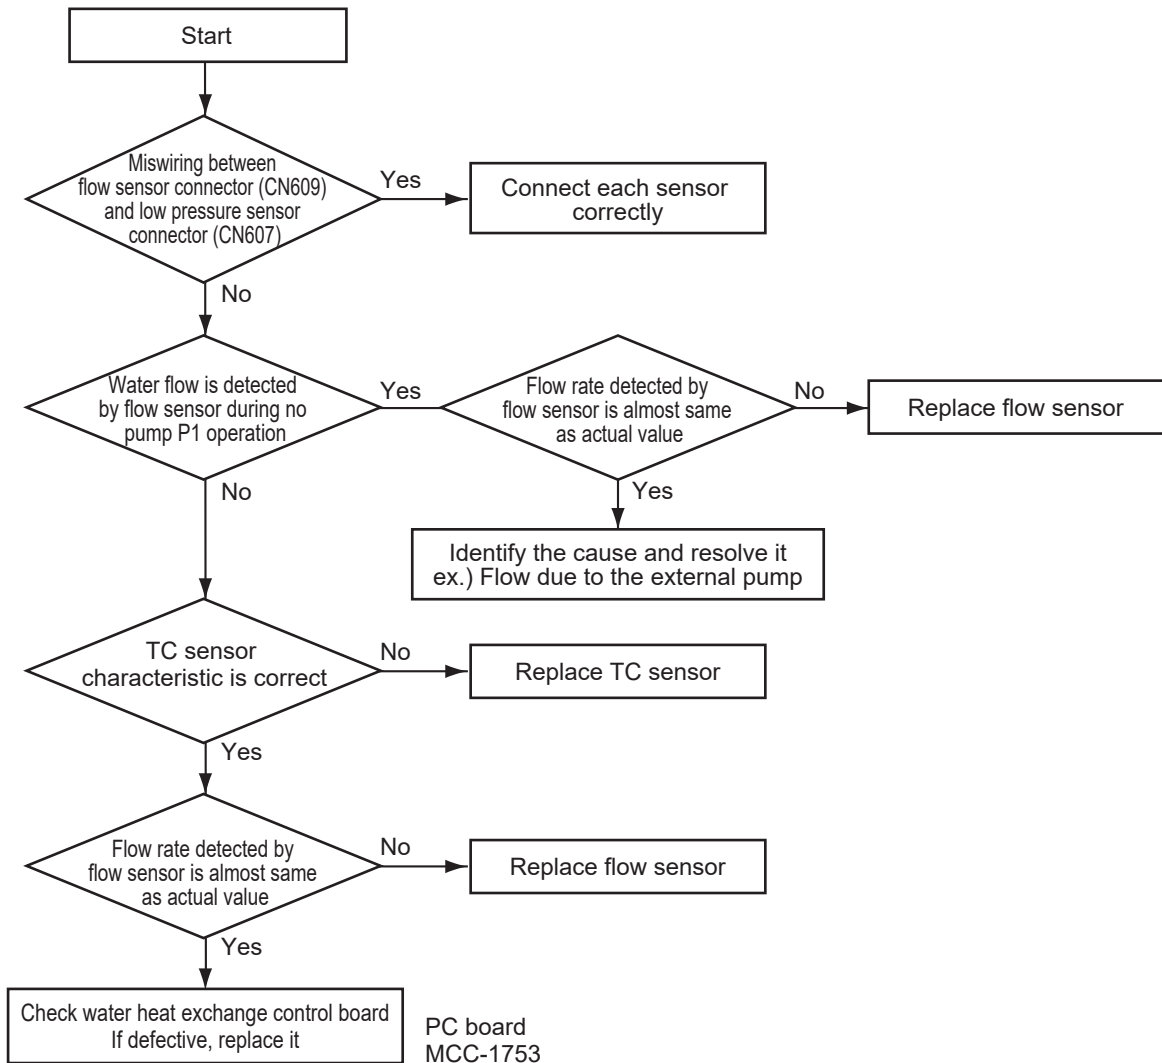 Start
Miswiring between
flow sensor connector (CN609)
and low pressure sensor
connector (CN607)
Yes
Connect each sensor
correctly
No
Water flow is detected
by flow sensor during no
pump P1 operation
Yes
Flow rate detected by
flow sensor is almost same
as actual value
No
Replace flow sensor
No
Yes
Identify the cause and resolve it
ex.) Flow due to the external pump
TC sensor
characteristic is correct
No
Replace TC sensor
Yes
Flow rate detected by
flow sensor is almost same
as actual value
No
Replace flow sensor
Yes
Check water heat exchange control board
If defective, replace it
PC board
MCC-1753